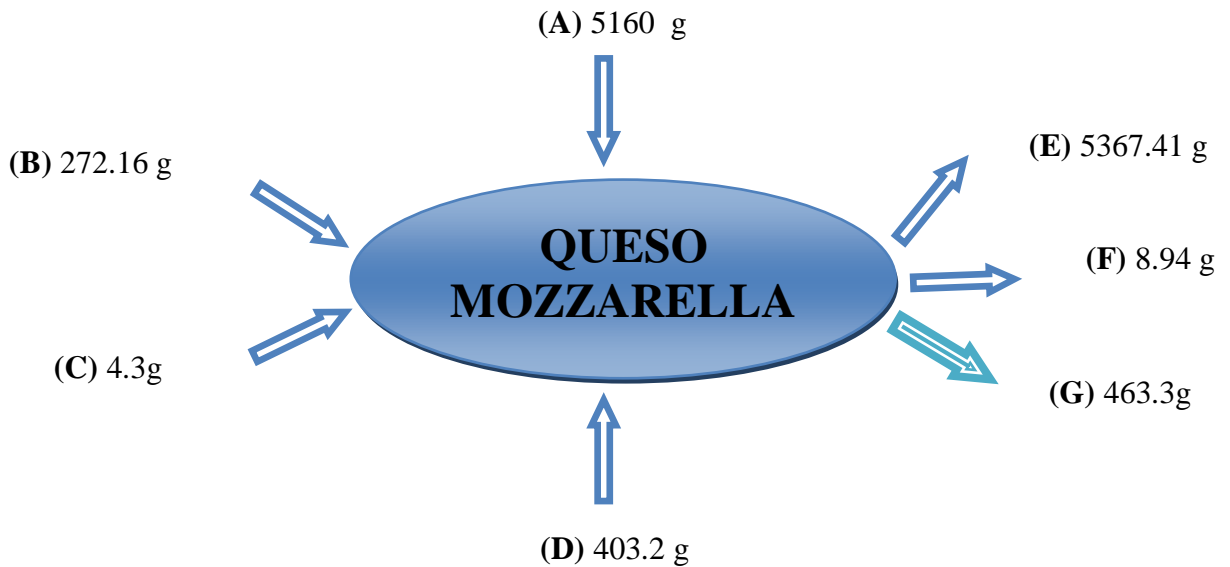 (A) 5160 g
(B) 272.16 g
(E) 5367.41 g
QUESO
MOZZARELLA
(F) 8.94 g
(C) 4.3g
(G) 463.3g
(D) 403.2 g